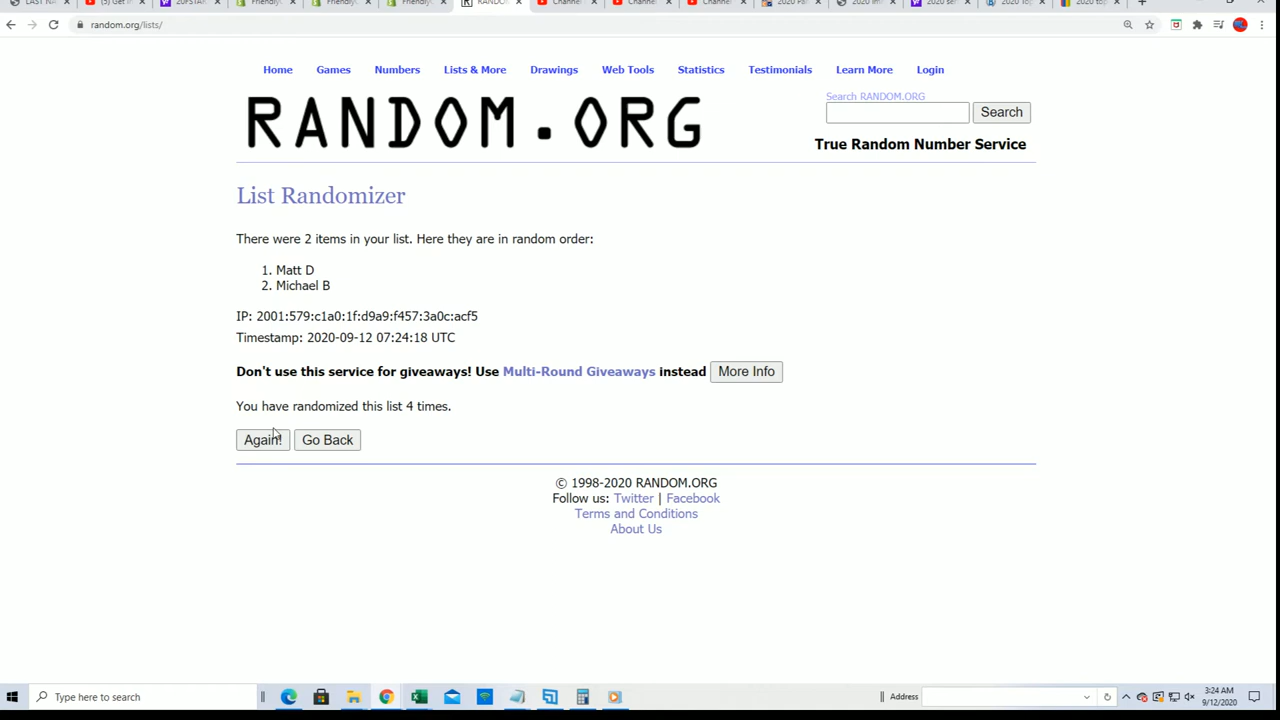 random.org/lists/
Home Games Numbers Lists & More Drawings Web Tools Statistics Testimonials Learn More Login
RANDOM.ORG
Search RANDOM.ORG
Search
True Random Number Service
List Randomizer
There were 2 items in your list. Here they are in random order:
1. Matt D
2. Michael B
IP: 2001:579:c1a0:1f:d9a9:f457:3a0c:acf5
Timestamp: 2020-09-12 07:24:18 UTC
Don't use this service for giveaways! Use Multi-Round Giveaways instead More Info
You have randomized this list 4 times.
Again! Go Back
© 1998-2020 RANDOM.ORG
Follow us: Twitter | Facebook
Terms and Conditions
About Us
Type here to search
Address
3:24 AM
9/12/2020